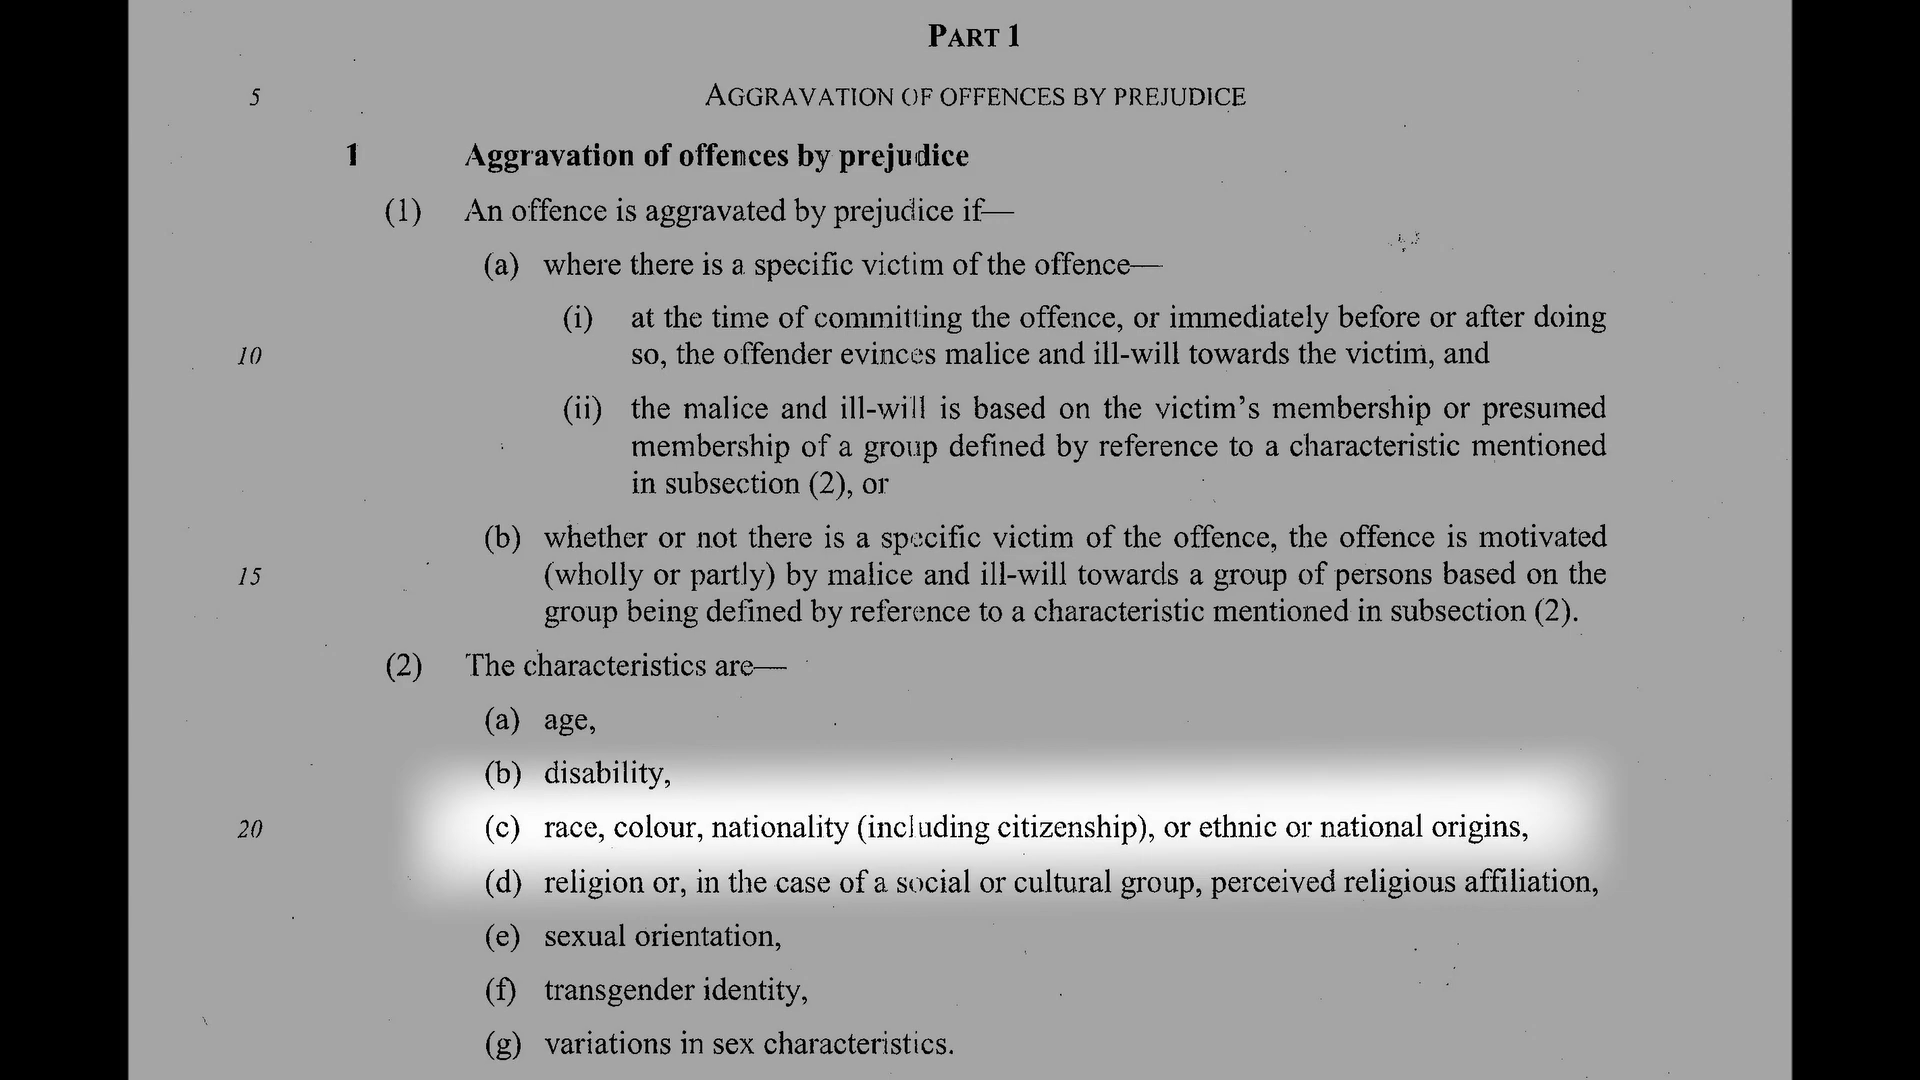 PART 1
5 AGGRAVATION OF OFFENCES BY PREJUDICE
1 Aggravation of offences by prejudice
(1) An offence is aggravated by prejudice if—
(a) where there is a specific victim of the offence—
(i) at the time of committing the offence, or immediately before or after doing
10 so, the offender evinces malice and ill-will towards the victim, and
(ii) the malice and ill-will is based on the victim's membership or presumed
membership of a group defined by reference to a characteristic mentioned
in subsection (2), or
(b) whether or not there is a specific victim of the offence, the offence is motivated
15 (wholly or partly) by malice and ill-will towards a group of persons based on the
group being defined by reference to a characteristic mentioned in subsection (2).
(2) The characteristics are—
(a) age,
(b) disability,
20 (c) race, colour, nationality (including citizenship), or ethnic or national origins,
(d) religion or, in the case of a social or cultural group, perceived religious affiliation,
(e) sexual orientation,
(f) transgender identity,
(g) variations in sex characteristics.